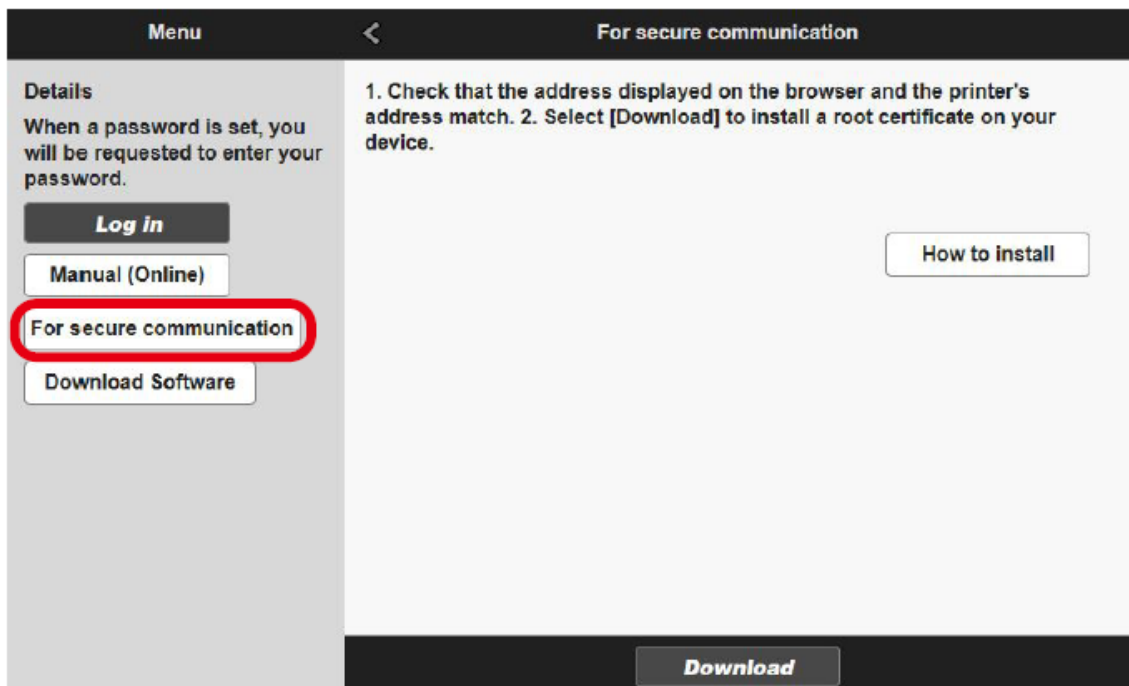 Menu
Details
When a password is set, you
will be requested to enter your
password.
Log in
Manual (Online)
For secure communication
Download Software
For secure communication
1. Check that the address displayed on the browser and the printer's
address match. 2. Select [Download] to install a root certificate on your
device.
How to install
Download